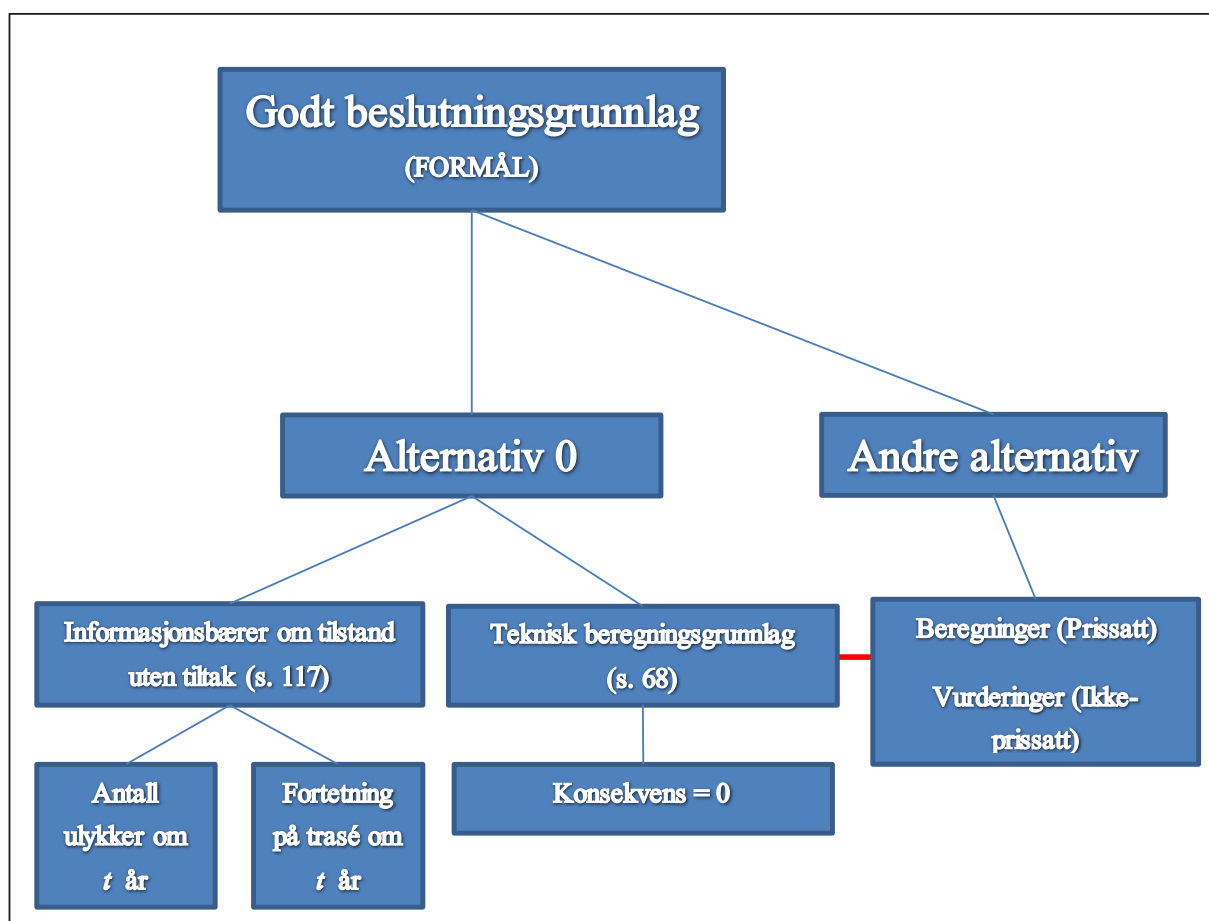 Godt beslutningsgrunnlag
(FORMÅL)
Alternativ 0
Andre alternativ
Informasjonsbærer om tilstand
uten tiltak (s. 117)
Teknisk beregningsgrunnlag
(s. 68)
Beregninger (Prissatt)
Vurderinger (Ikke-
prissatt)
Antall
ulykker om
t år
Fortetning
på trasé om
t år
Konsekvens = 0